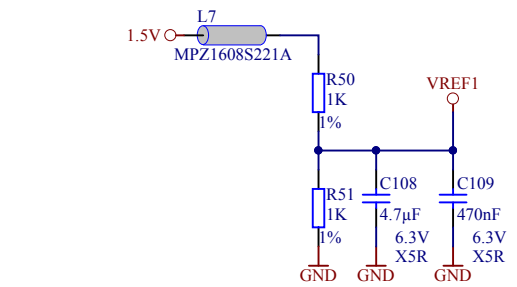 L7
1.5V
MPZ1608S221A
R50
1K
1%
VREF1
R51
1K
1%
C108
4.7µF
6.3V
X5R
C109
470nF
6.3V
X5R
GND
GND
GND